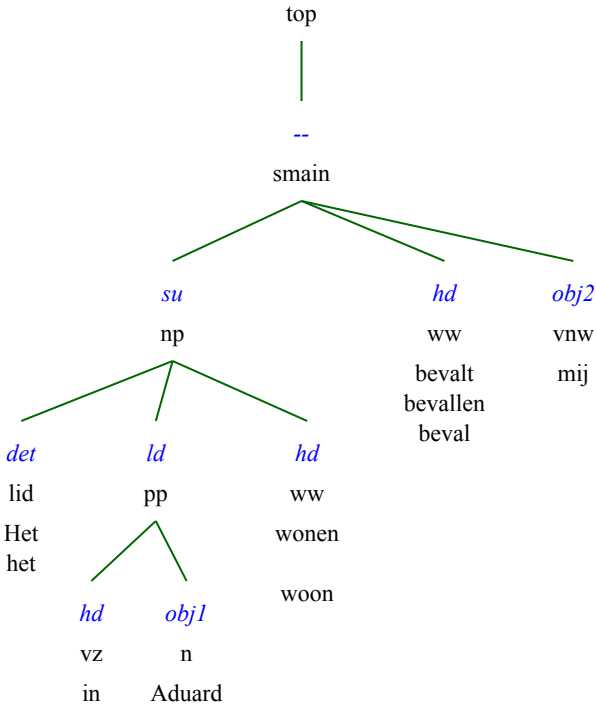 top
--
smain
su hd obj2
np ww vnw
bevalt mij
bevallen
beval
det ld hd
lid pp ww
Het wonen
het
woon
hd obj1
vz n
in Aduard